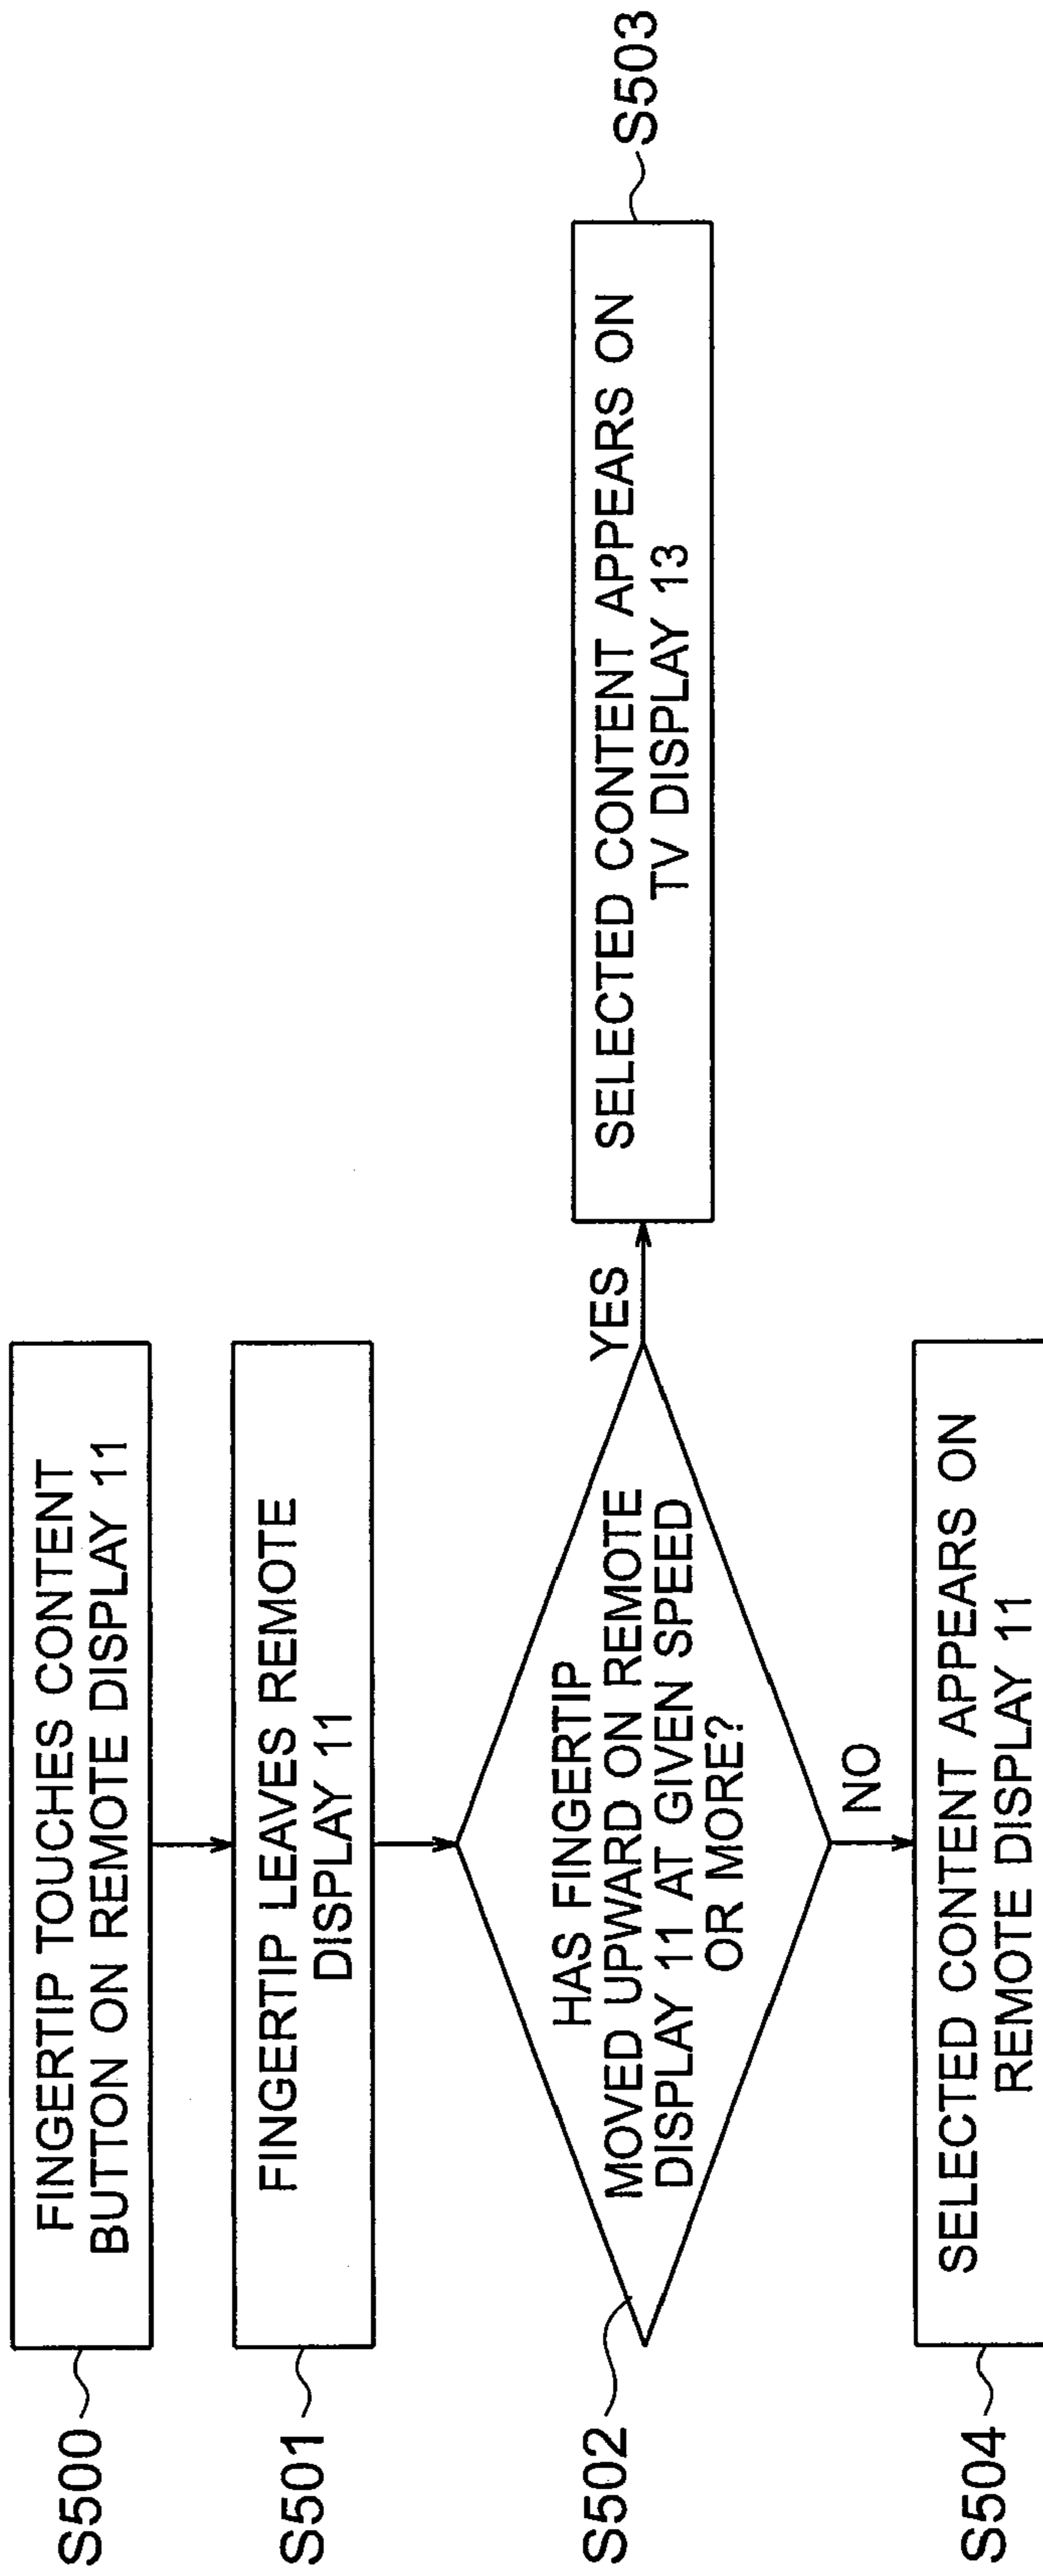 S500
FINGERTIP TOUCHES CONTENT
BUTTON ON REMOTE DISPLAY 11
S501
FINGERTIP LEAVES REMOTE
DISPLAY 11
S502
HAS FINGERTIP
MOVED UPWARD ON REMOTE
DISPLAY 11 AT GIVEN SPEED
OR MORE?
YES
SELECTED CONTENT APPEARS ON
TV DISPLAY 13
S503
NO
S504
SELECTED CONTENT APPEARS ON
REMOTE DISPLAY 11